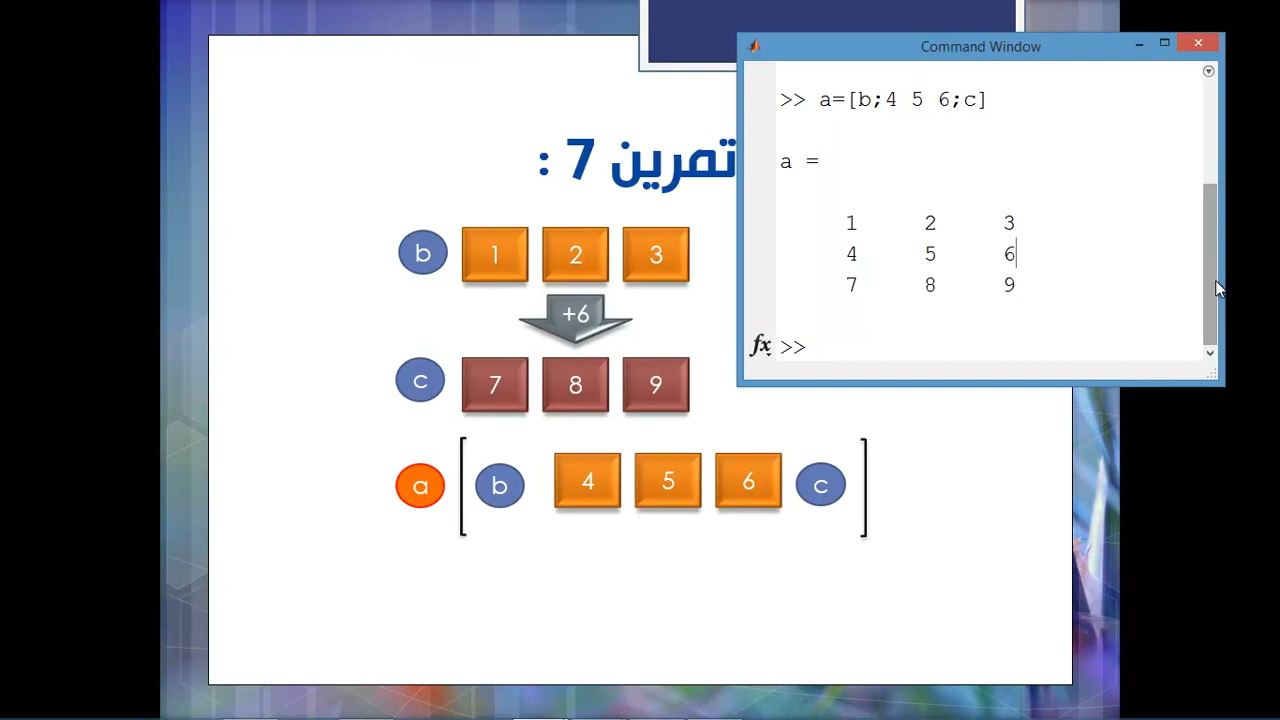 Command Window
>> a=[b;4 5 6;c]
a =
1 2 3
4 5 6
7 8 9
fx >>
تمرين 7 :
b 1 2 3
+6
c 7 8 9
a [ b 4 5 6 c ]